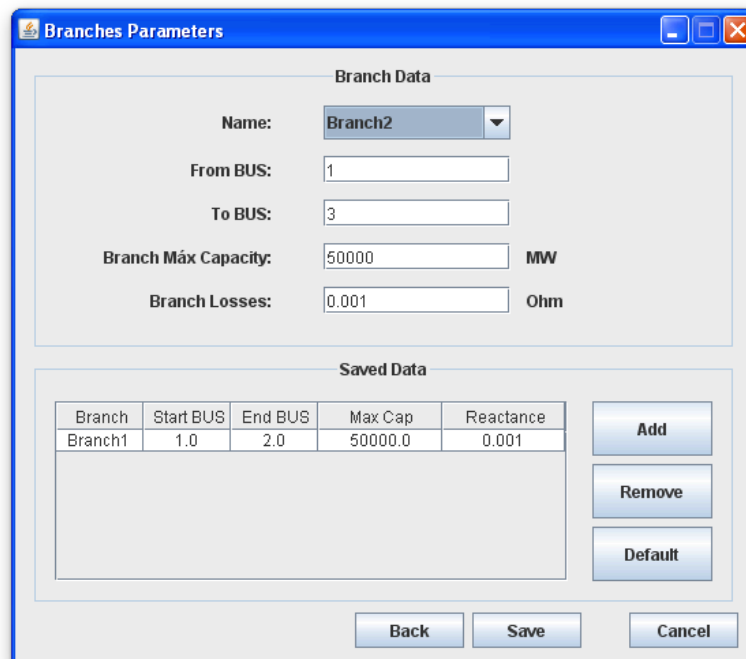 Branches Parameters
Branch Data
Name: Branch2
From BUS: 1
To BUS: 3
Branch Máx Capacity: 50000 MW
Branch Losses: 0.001 Ohm
Saved Data
Branch Start BUS End BUS Max Cap Reactance
Branch1 1.0 2.0 50000.0 0.001
Add
Remove
Default
Back Save Cancel